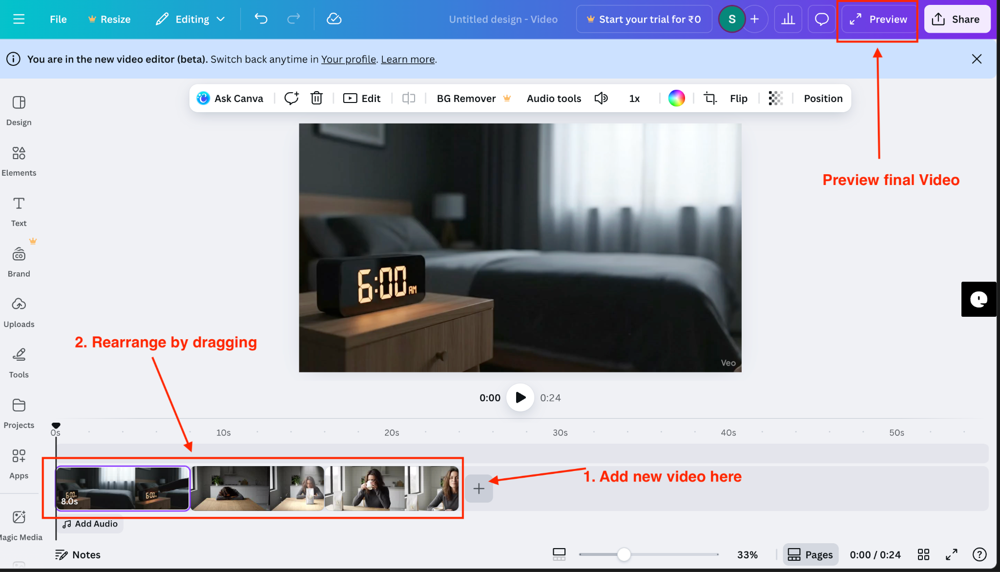 File
Resize
Editing
Untitled design - Video
Start your trial for ₹0
S
Preview
Share
You are in the new video editor (beta). Switch back anytime in Your profile. Learn more.
Ask Canva
Edit
BG Remover
Audio tools
1x
Flip
Position
Design
Elements
Text
Brand
Uploads
Tools
Projects
Apps
Magic Media
Preview final Video
6:00 AM
Veo
2. Rearrange by dragging
0:00
0:24
0s
10s
20s
30s
40s
50s
6:00
6:00
8.0s
1. Add new video here
Add Audio
Notes
33%
Pages
0:00 / 0:24